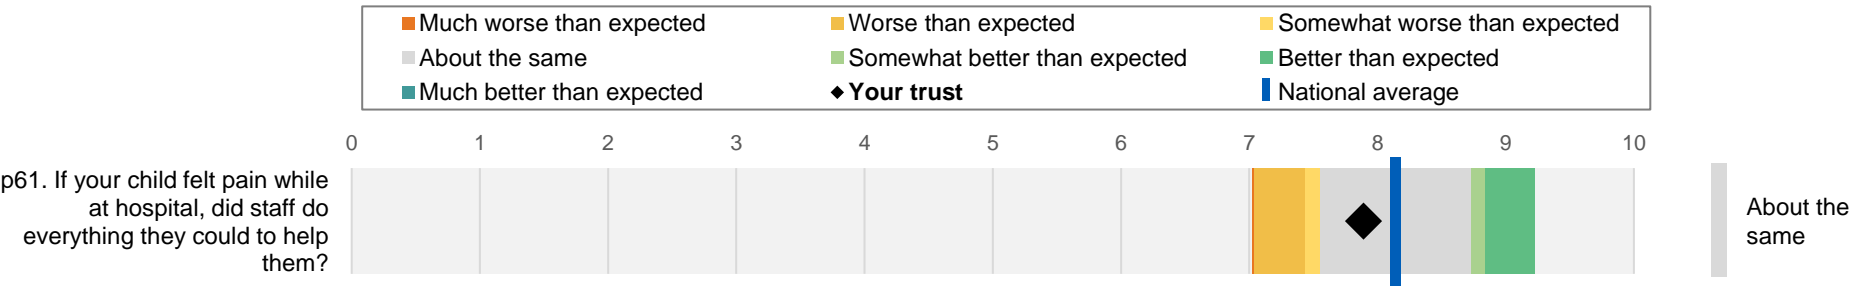 Much worse than expected Worse than expected Somewhat worse than expected
About the same Somewhat better than expected Better than expected
Much better than expected Your trust National average
0 1 2 3 4 5 6 7 8 9 10
p61. If your child felt pain while
at hospital, did staff do
everything they could to help
them?
About the
same